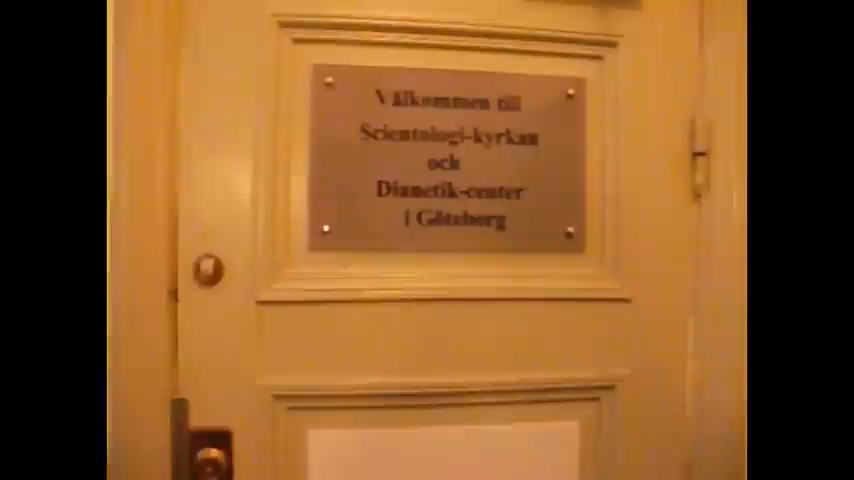 Välkommen till
Scientologi-kyrkan
och
Dianetik-center
i Göteborg